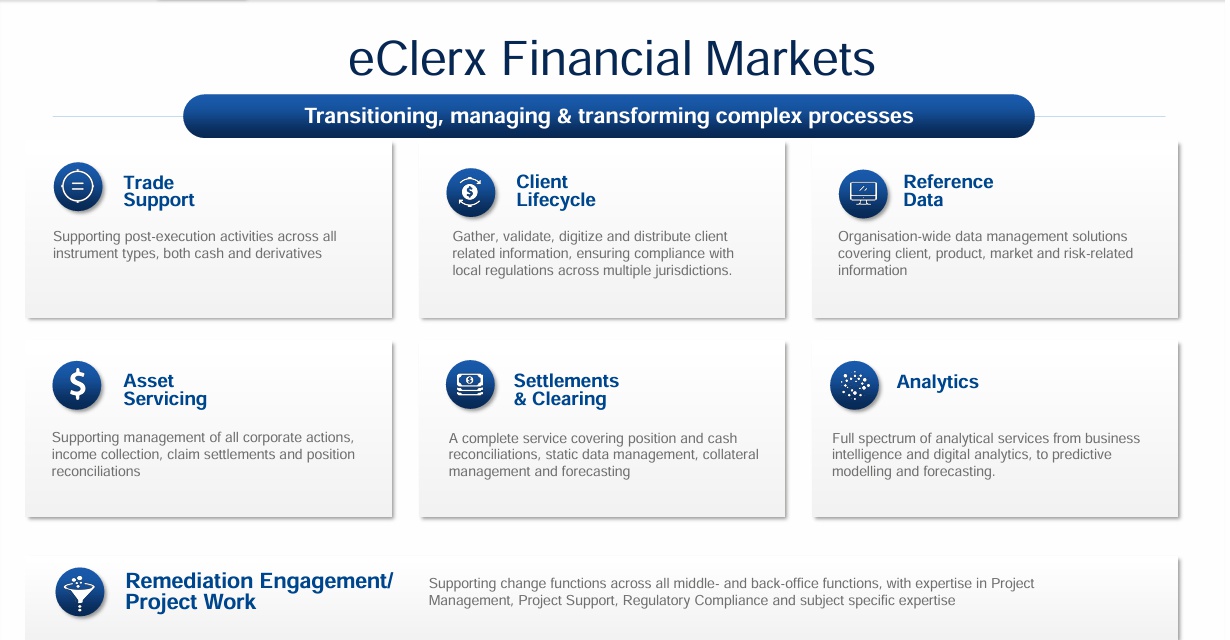 eClerx Financial Markets
Transitioning, managing & transforming complex processes
Trade
Support
Supporting post-execution activities across all
instrument types, both cash and derivatives
Client
Lifecycle
Gather, validate, digitize and distribute client
related information, ensuring compliance with
local regulations across multiple jurisdictions.
Reference
Data
Organisation-wide data management solutions
covering client, product, market and risk-related
information
Asset
Servicing
Supporting management of all corporate actions,
income collection, claim settlements and position
reconciliations
Settlements
& Clearing
A complete service covering position and cash
reconciliations, static data management, collateral
management and forecasting
Analytics
Full spectrum of analytical services from business
intelligence and digital analytics, to predictive
modelling and forecasting.
Remediation Engagement/
Project Work
Supporting change functions across all middle- and back-office functions, with expertise in Project
Management, Project Support, Regulatory Compliance and subject specific expertise